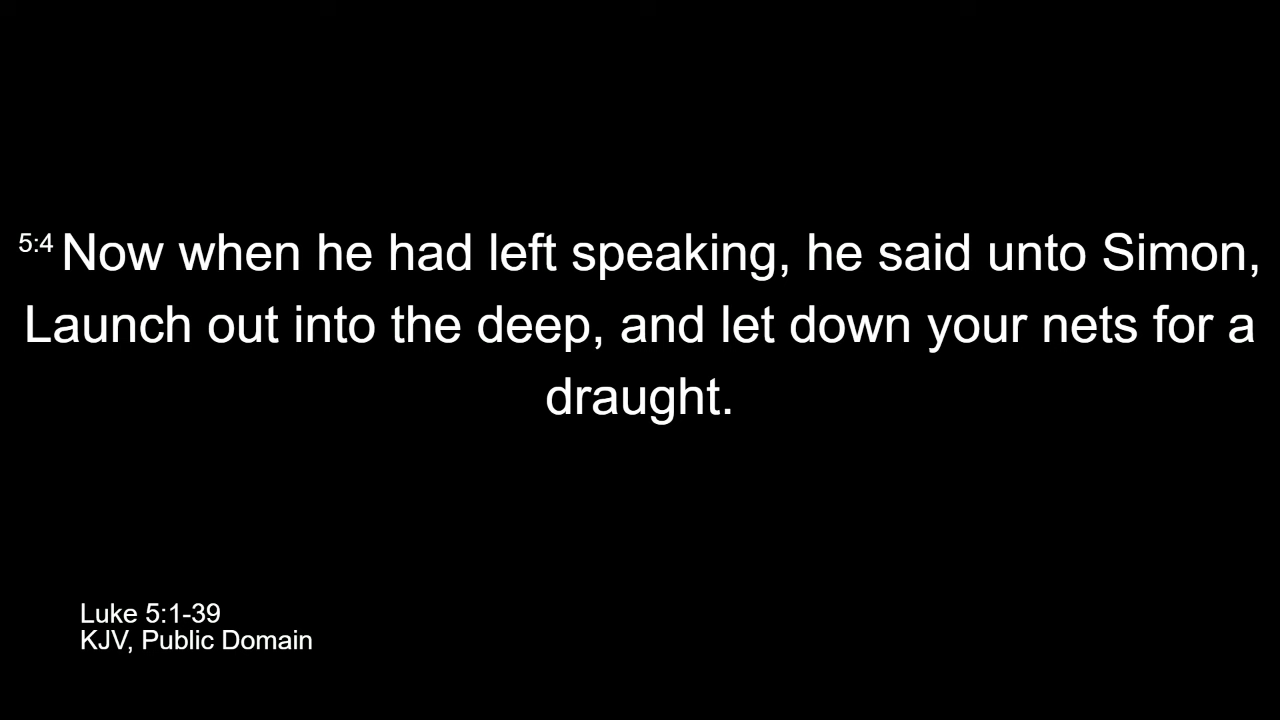 5:4 Now when he had left speaking, he said unto Simon,
Launch out into the deep, and let down your nets for a
draught.
Luke 5:1-39
KJV, Public Domain